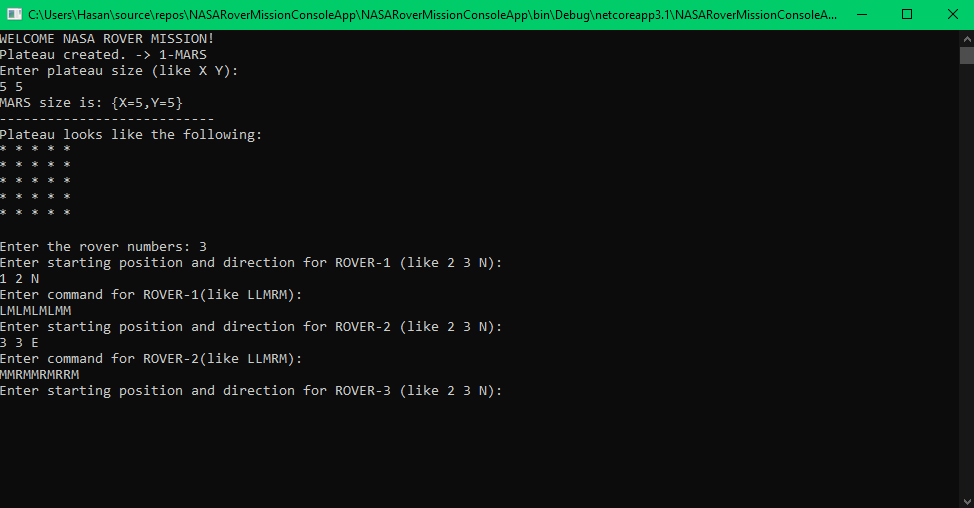 C:\Users\Hasan\source\repos\NASARoverMissionConsoleApp\NASARoverMissionConsoleApp\bin\Debug\netcoreapp3.1\NASARoverMissionConsoleA...
WELCOME NASA ROVER MISSION!
Plateau created. -> 1-MARS
Enter plateau size (like X Y):
5 5
MARS size is: {X=5,Y=5}
---------------------------
Plateau looks like the following:
* * * * *
* * * * *
* * * * *
* * * * *
* * * * *
Enter the rover numbers: 3
Enter starting position and direction for ROVER-1 (like 2 3 N):
1 2 N
Enter command for ROVER-1(like LLMRM):
LMLMLMLMM
Enter starting position and direction for ROVER-2 (like 2 3 N):
3 3 E
Enter command for ROVER-2(like LLMRM):
MMRMMRMRRM
Enter starting position and direction for ROVER-3 (like 2 3 N):